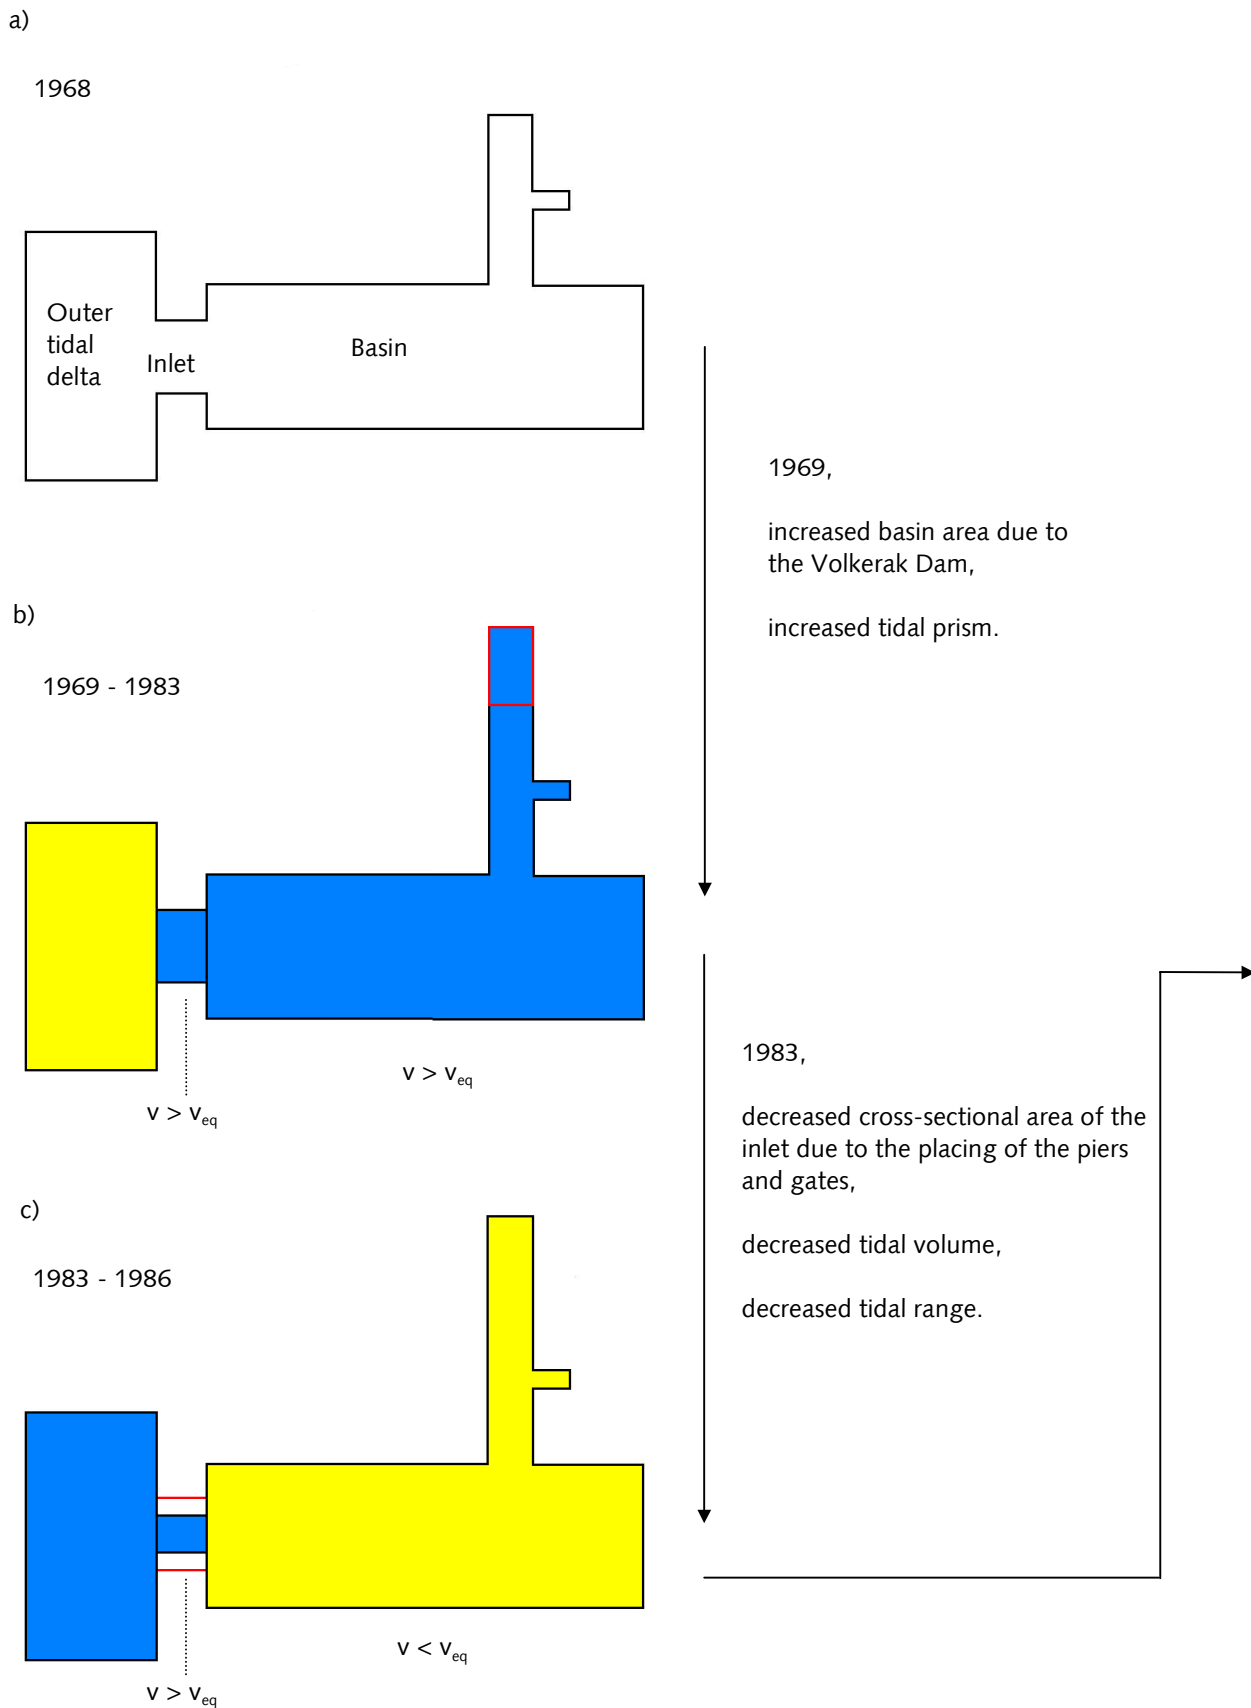 a)
1968
Outer
tidal
delta
Inlet
Basin
1969,
increased basin area due to
the Volkerak Dam,
increased tidal prism.
b)
1969 - 1983
v > veq
v > veq
1983,
decreased cross-sectional area of the
inlet due to the placing of the piers
and gates,
decreased tidal volume,
decreased tidal range.
c)
1983 - 1986
v < veq
v > veq